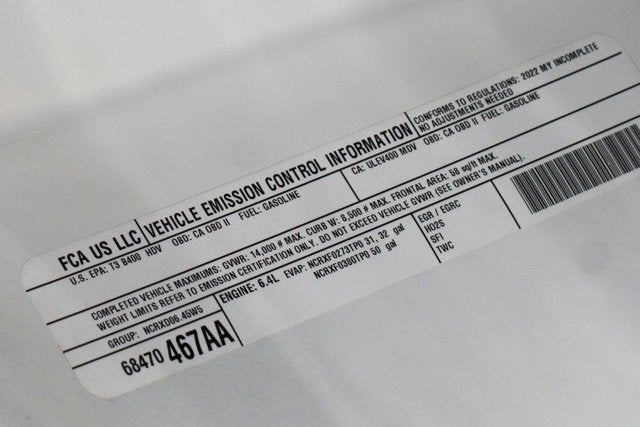 FCA US LLC
VEHICLE EMISSION CONTROL INFORMATION
CONFORMS TO REGULATIONS: 2022 MY INCOMPLETE
NO ADJUSTMENTS NEEDED
U.S. EPA: T3 8400 HDV OBD: CA OBD II FUEL: GASOLINE
CA: ULEV400 MDV OBD: CA OBD II FUEL: GASOLINE
COMPLETED VEHICLE MAXIMUMS: GVWR: 14,000 # MAX. CURB W: 8,500 # MAX. FRONTAL AREA: 58 sq/ft MAX.
WEIGHT LIMITS REFER TO EMISSION CERTIFICATION ONLY. DO NOT EXCEED VEHICLE GVWR (SEE OWNER'S MANUAL).
GROUP: NCRXD06.45W5
68470 467AA
ENGINE: 6.4L EVAP: NCRXF0273TP0 31, 32 gal
NCRXF0300TP0 50 gal
EGR / EGRC
HO2S
SFI
TWC